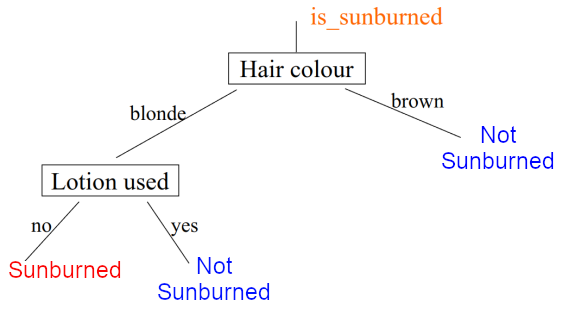 is_sunburned
Hair colour
blonde
brown
Not
Sunburned
Lotion used
no
yes
Sunburned
Not
Sunburned